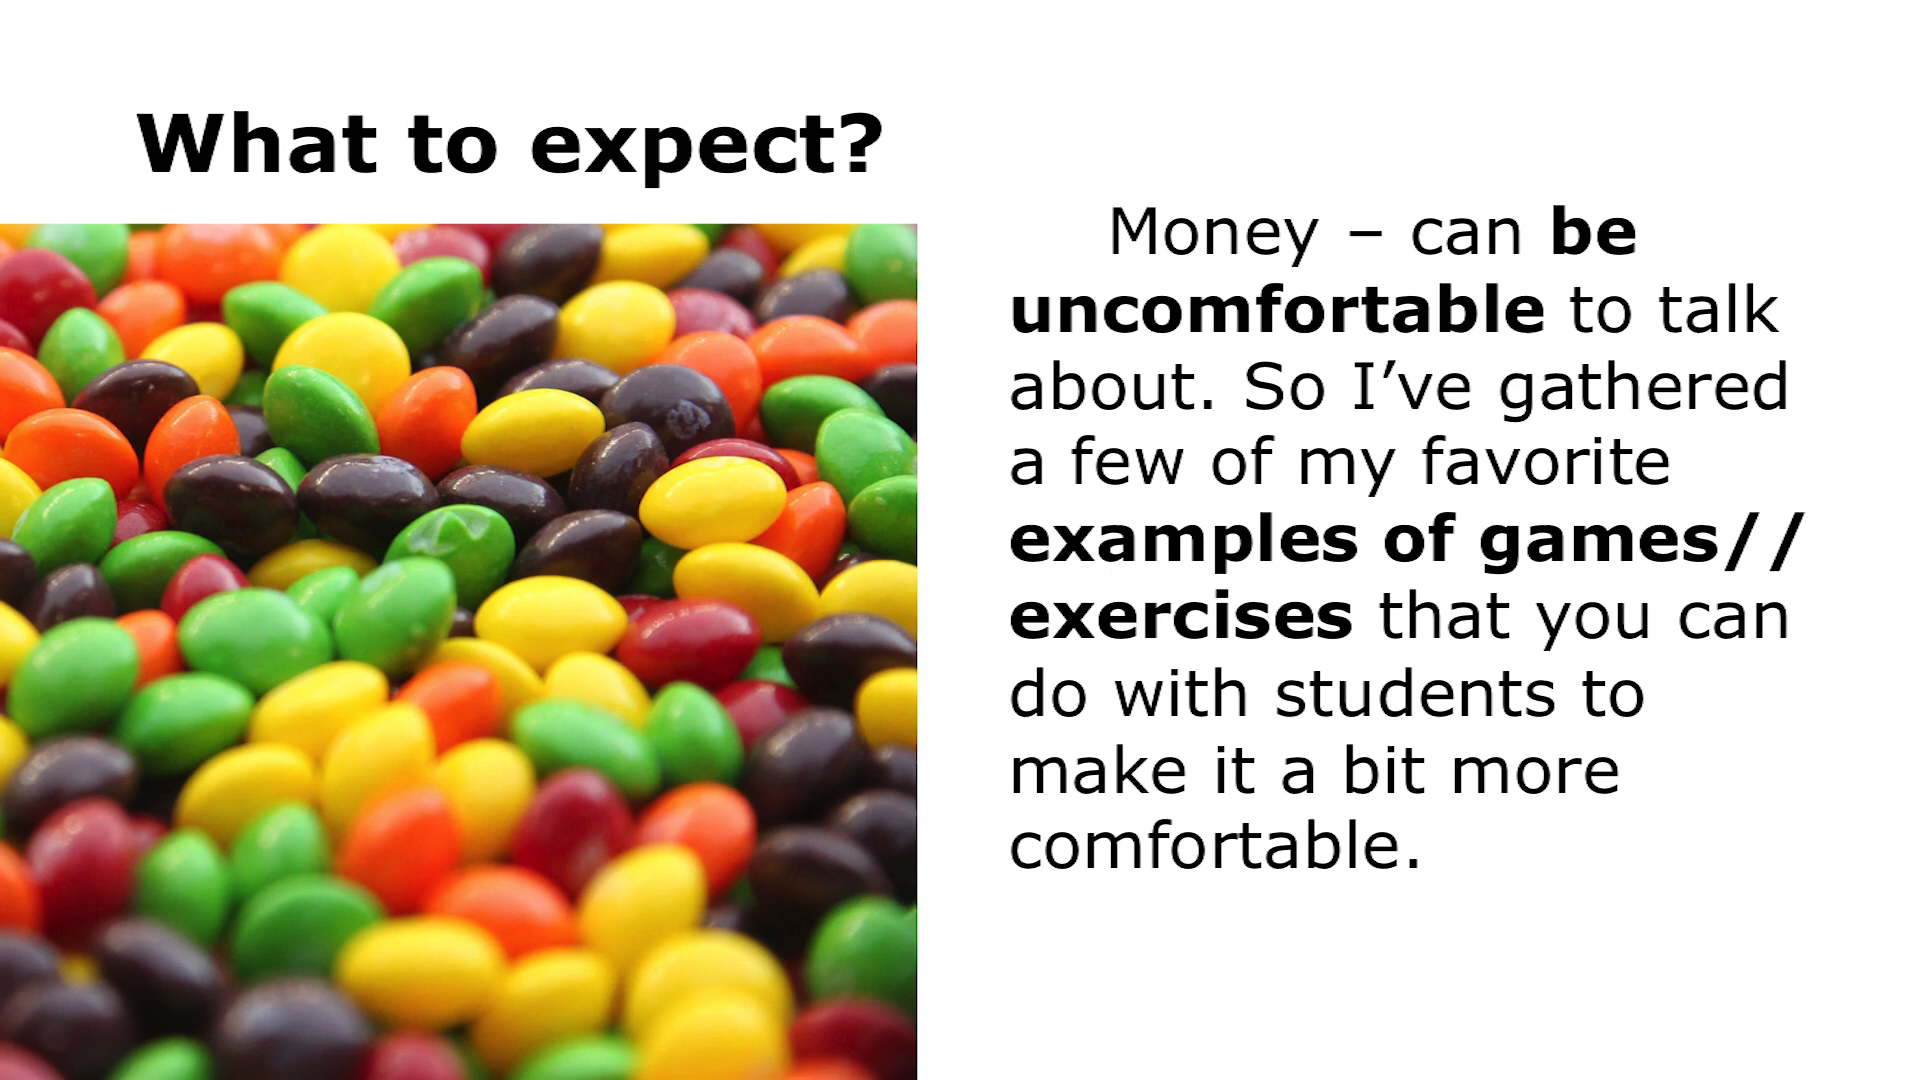 What to expect?
Money – can be
uncomfortable to talk
about. So I’ve gathered
a few of my favorite
examples of games//
exercises that you can
do with students to
make it a bit more
comfortable.